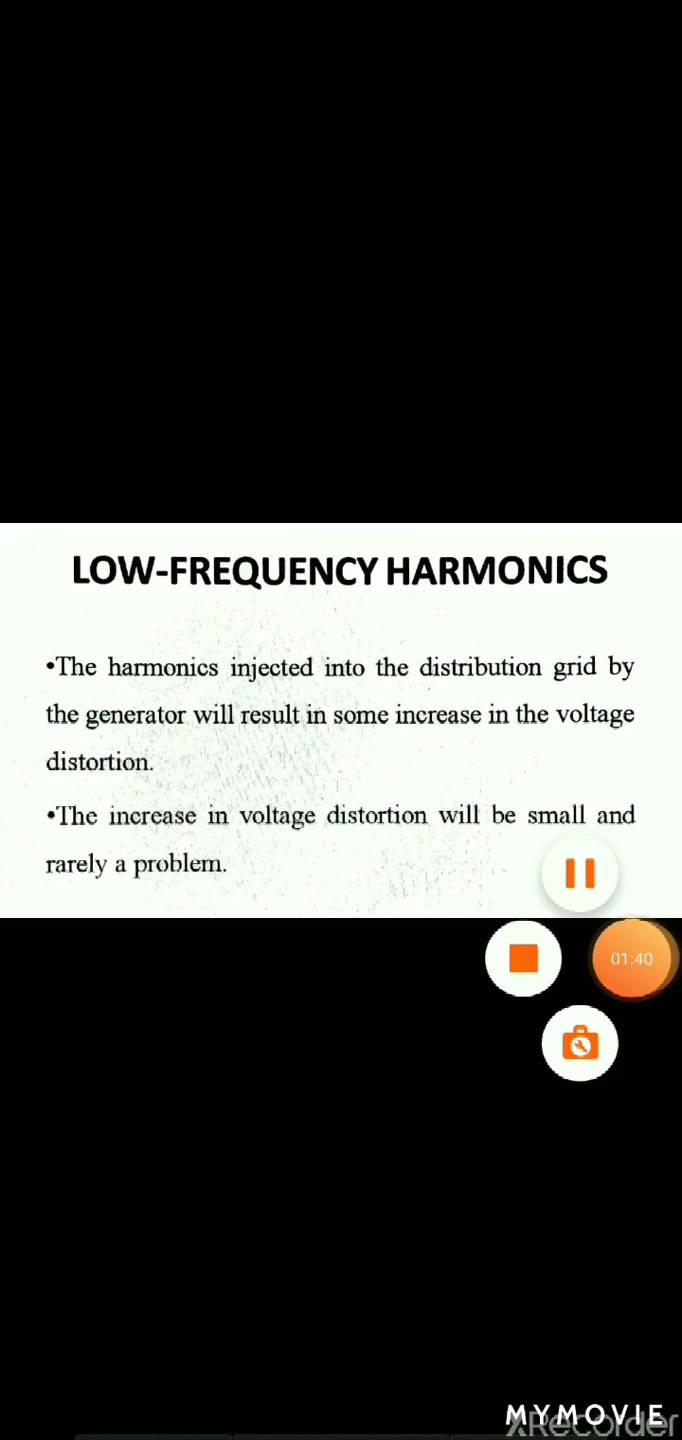 LOW-FREQUENCY HARMONICS
•The harmonics injected into the distribution grid by
the generator will result in some increase in the voltage
distortion.
•The increase in voltage distortion will be small and
rarely a problem.
01:40
MYMOVIE
XRecorder